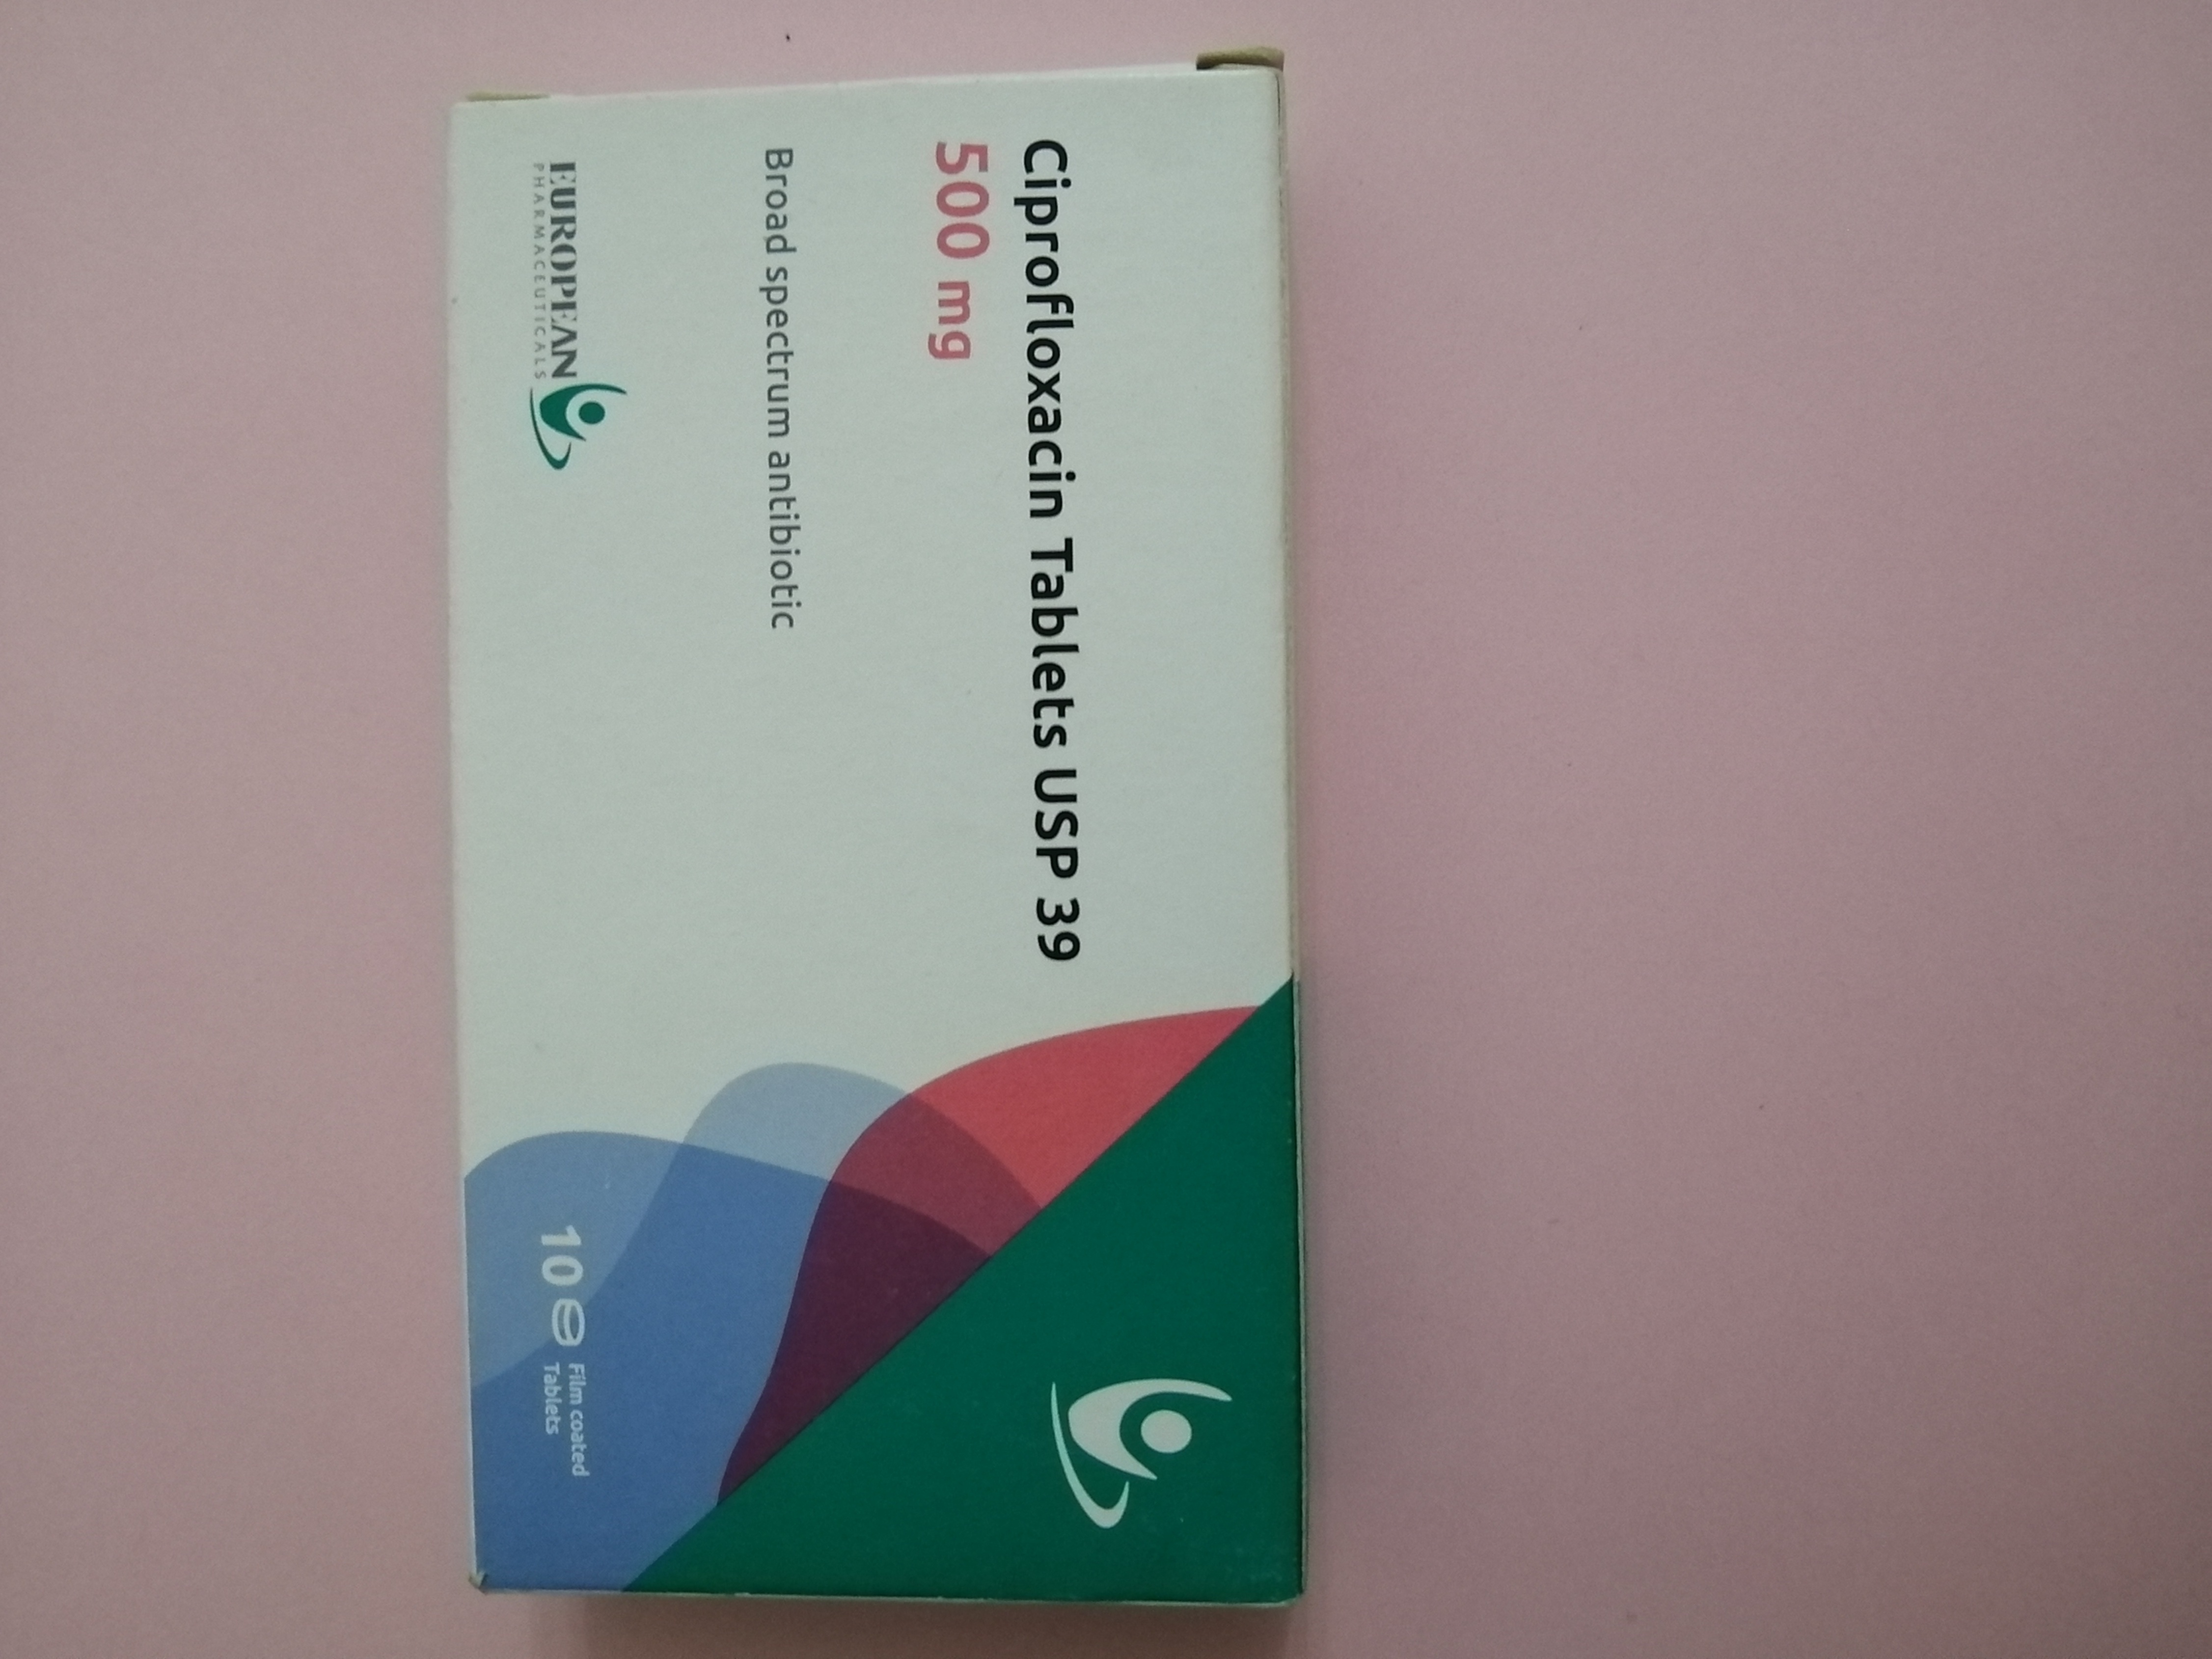 Ciprofloxacin Tablets USP 39
500 mg
Broad spectrum antibiotic
EUROPEAN
PHARMACEUTICALS
10 Film coated
Tablets